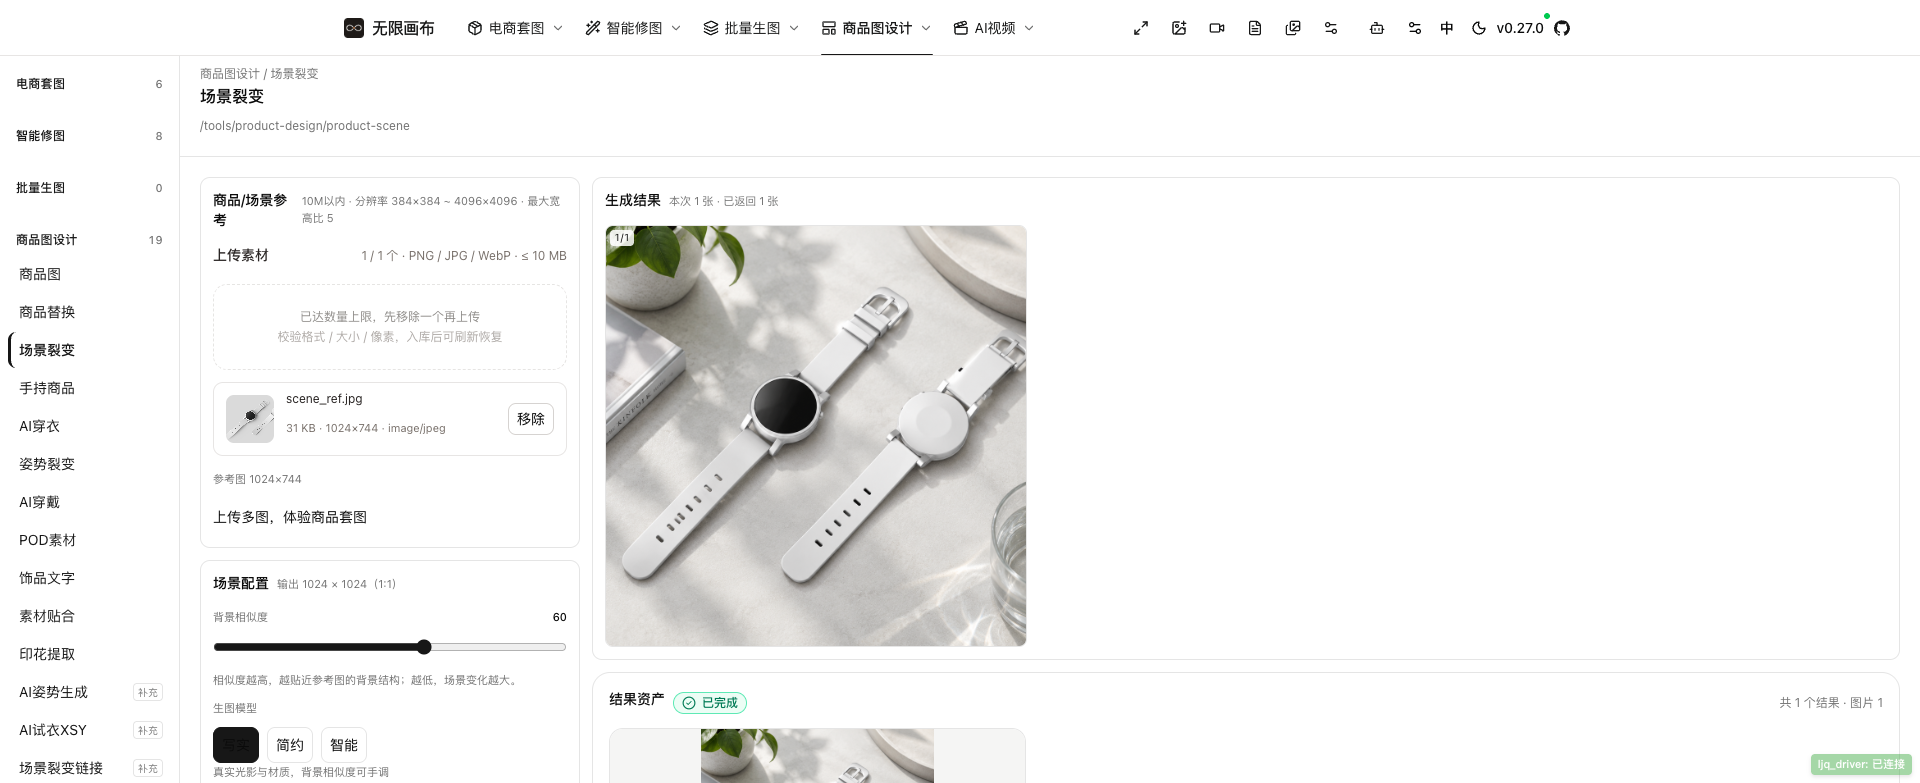 无限画布
电商套图
智能修图
批量生图
商品图设计
AI视频
中
v0.27.0
电商套图 6
智能修图 8
批量生图 0
商品图设计 19
商品图
商品替换
场景裂变
手持商品
AI穿衣
姿势裂变
AI穿戴
POD素材
饰品文字
素材贴合
印花提取
AI姿势生成 补充
AI试衣XSY 补充
场景裂变链接 补充
商品图设计 / 场景裂变
场景裂变
/tools/product-design/product-scene
商品/场景参考
10M以内 · 分辨率 384×384 ~ 4096×4096 · 最大宽
高比 5
上传素材
1 / 1 个 · PNG / JPG / WebP · ≤ 10 MB
已达数量上限，先移除一个再上传
校验格式 / 大小 / 像素，入库后可刷新恢复
scene_ref.jpg
31 KB · 1024×744 · image/jpeg
移除
参考图 1024×744
上传多图，体验商品套图
场景配置 输出 1024 × 1024（1:1）
背景相似度 60
相似度越高，越贴近参考图的背景结构；越低，场景变化越大。
生图模型
简约
智能
真实光影与材质，背景相似度可手调
生成结果 本次 1 张 · 已返回 1 张
1/1
KINFOLK
结果资产
已完成
共 1 个结果 · 图片 1
ljq_driver: 已连接